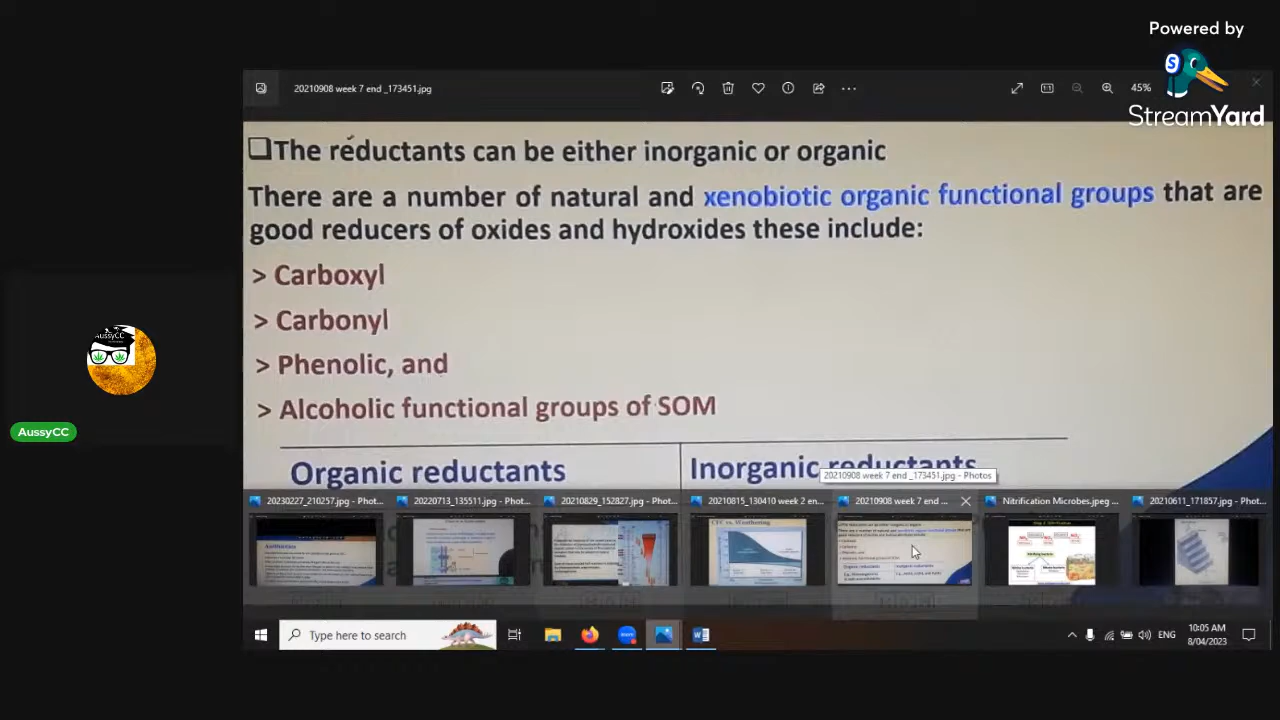 Powered by
StreamYard
20210908 week 7 end _173451.jpg
45%
The reductants can be either inorganic or organic
There are a number of natural and xenobiotic organic functional groups that are
good reducers of oxides and hydroxides these include:
> Carboxyl
> Carbonyl
> Phenolic, and
> Alcoholic functional groups of SOM
Organic reductants
Inorganic reductants
20210908 week 7 end _173451.jpg - Photos
20230227_210257.jpg - Phot...
20220713_135511.jpg - Phot...
20210829_152827.jpg - Phot...
20210815_130410 week 2 en...
20210908 week 7 end ...
Nitrification Microbes.jpeg ...
20210611_171857.jpg - Phot...
CEC vs. Weathering
AussyCC
AussyCC
Type here to search
ENG
10:05 AM
8/04/2023